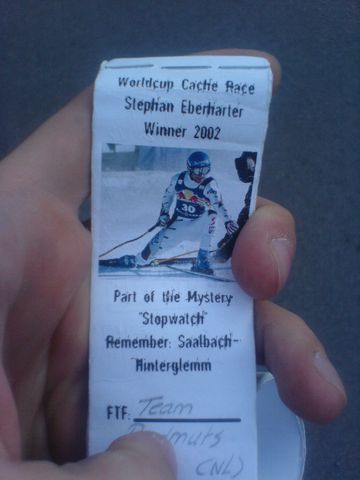 Worldcup Cache Race
Stephan Eberharter
Winner 2002
30
Part of the Mystery
"Stopwatch"
Remember: Saalbach-
Hinterglemm
FTF: Team
(NL)